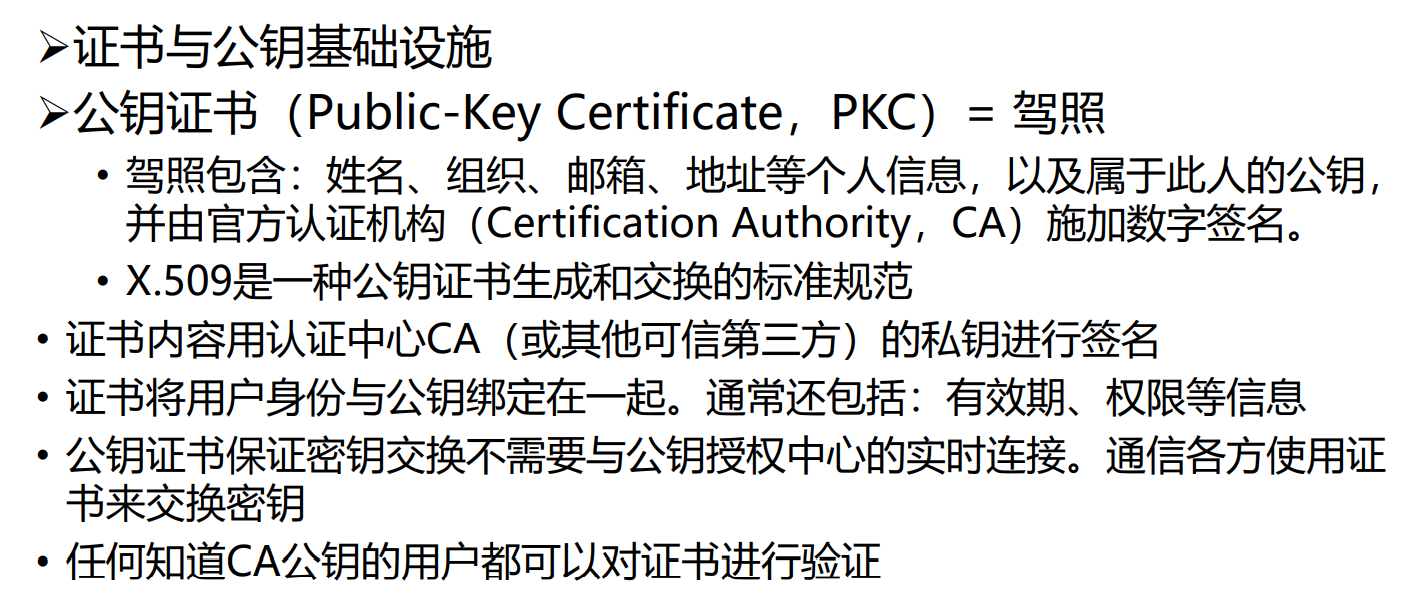 ➢证书与公钥基础设施
➢公钥证书（Public-Key Certificate，PKC）= 驾照
• 驾照包含：姓名、组织、邮箱、地址等个人信息，以及属于此人的公钥，
并由官方认证机构（Certification Authority，CA）施加数字签名。
• X.509是一种公钥证书生成和交换的标准规范
• 证书内容用认证中心CA（或其他可信第三方）的私钥进行签名
• 证书将用户身份与公钥绑定在一起。通常还包括：有效期、权限等信息
• 公钥证书保证密钥交换不需要与公钥授权中心的实时连接。通信各方使用证
书来交换密钥
• 任何知道CA公钥的用户都可以对证书进行验证